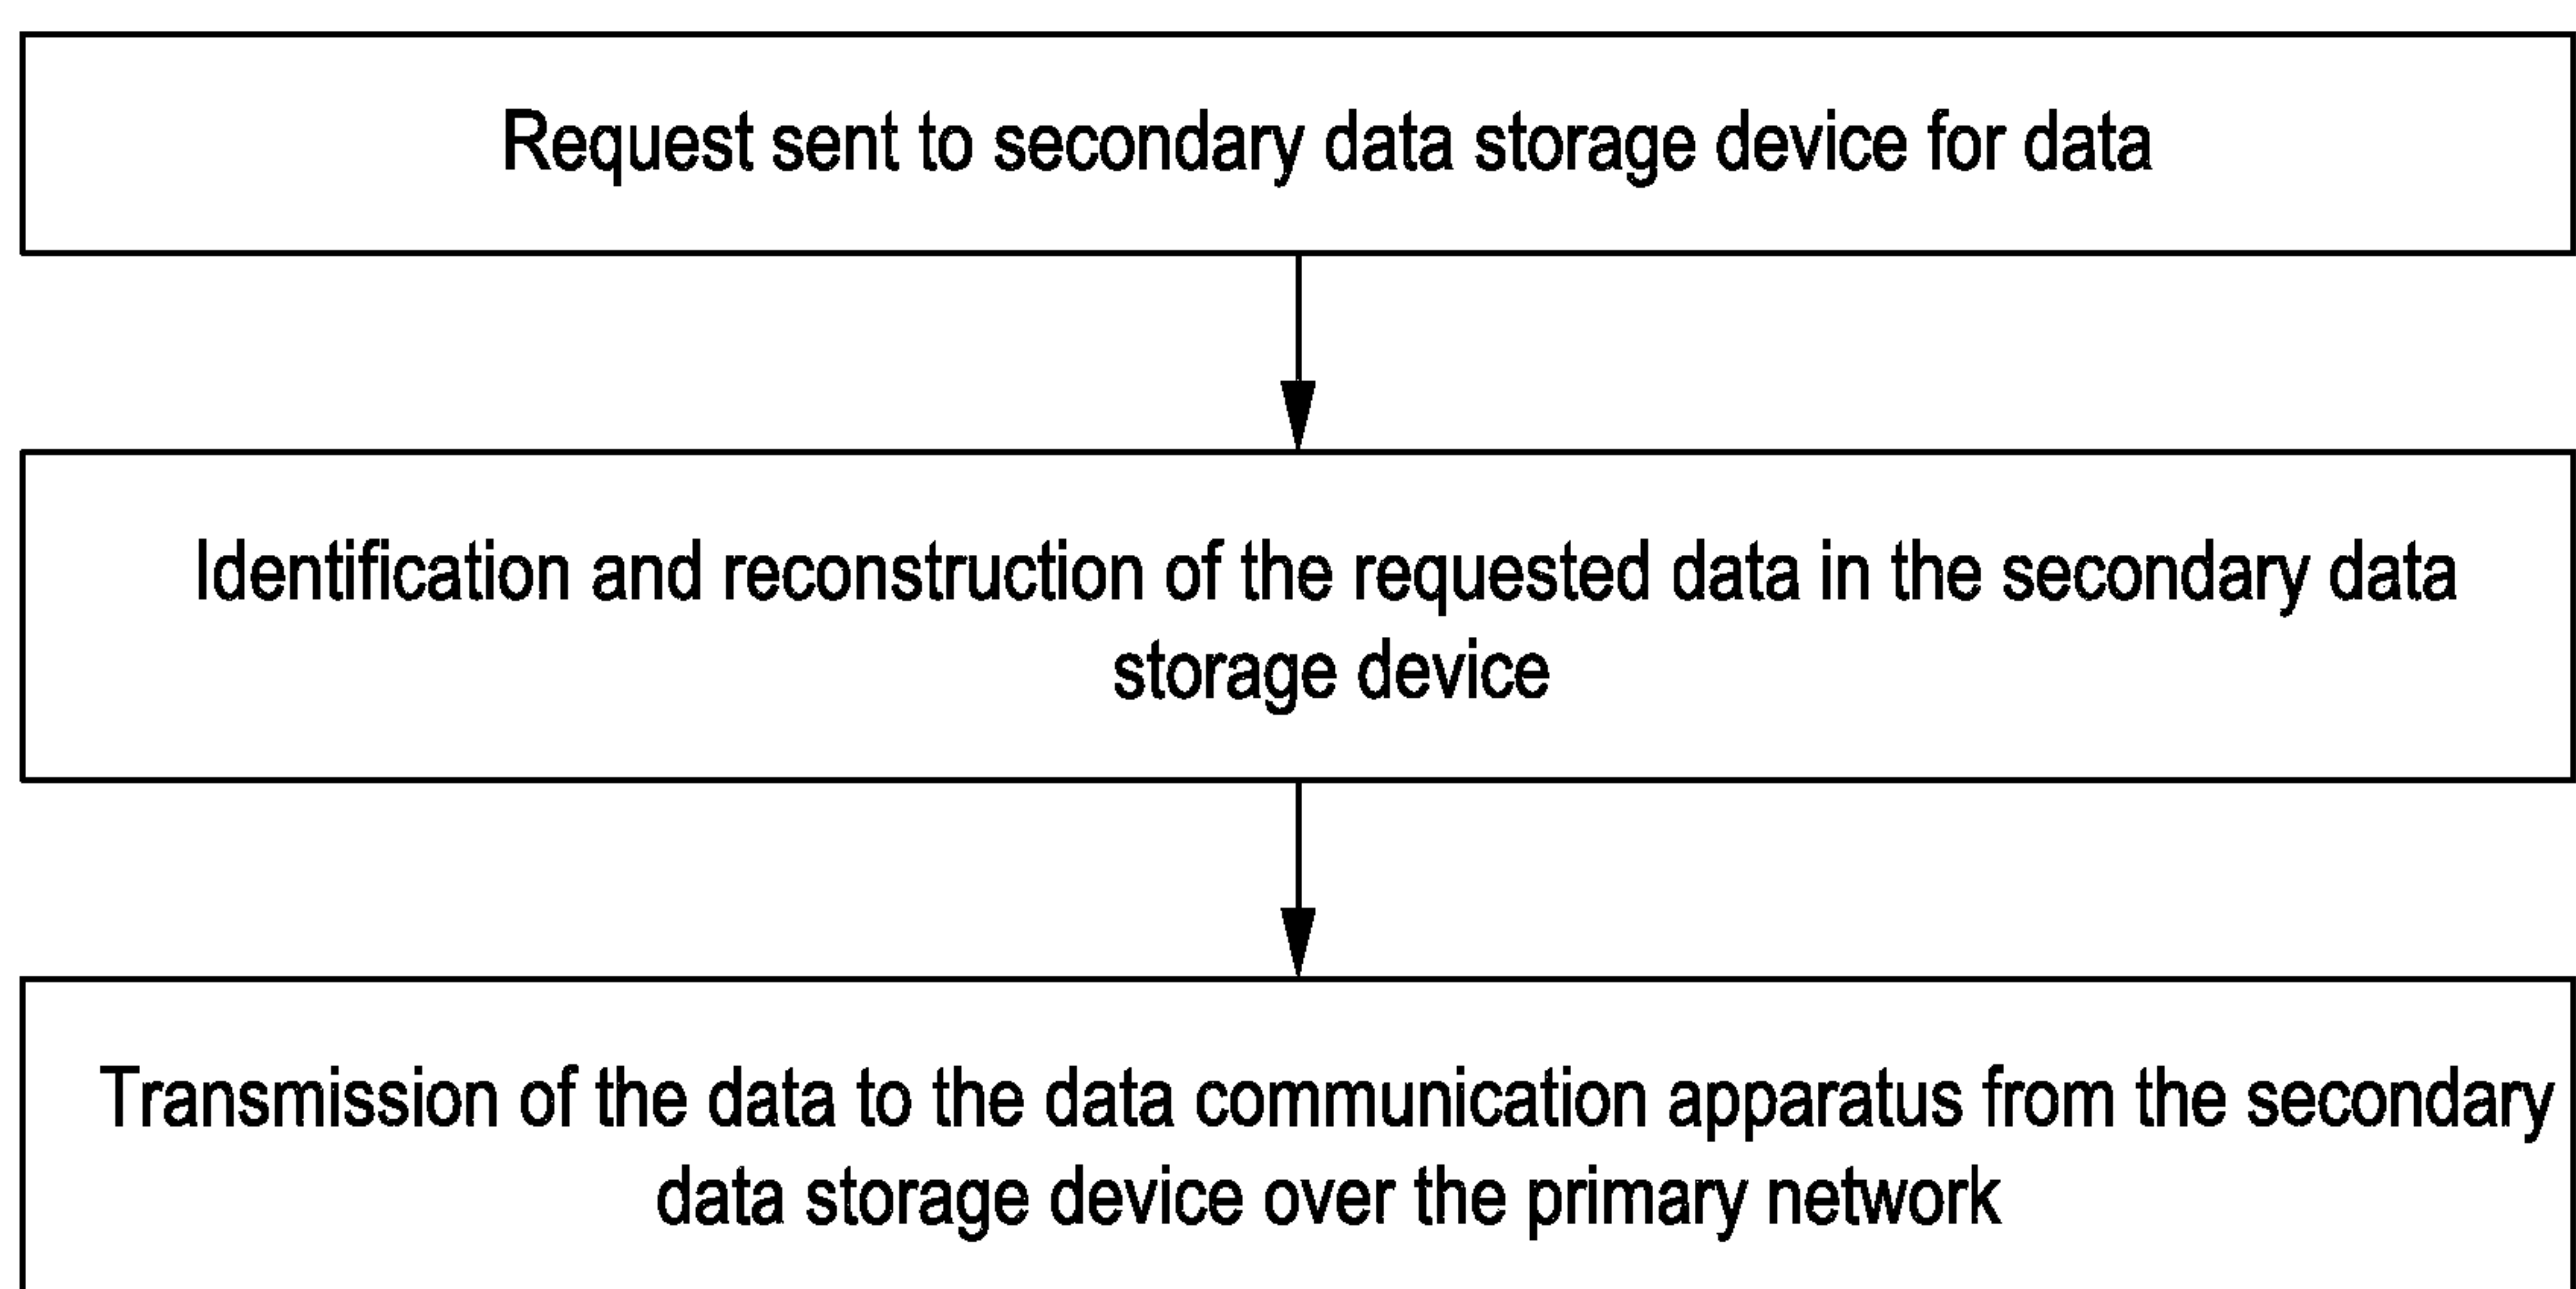 Request sent to secondary data storage device for data
Identification and reconstruction of the requested data in the secondary data
storage device
Transmission of the data to the data communication apparatus from the secondary
data storage device over the primary network